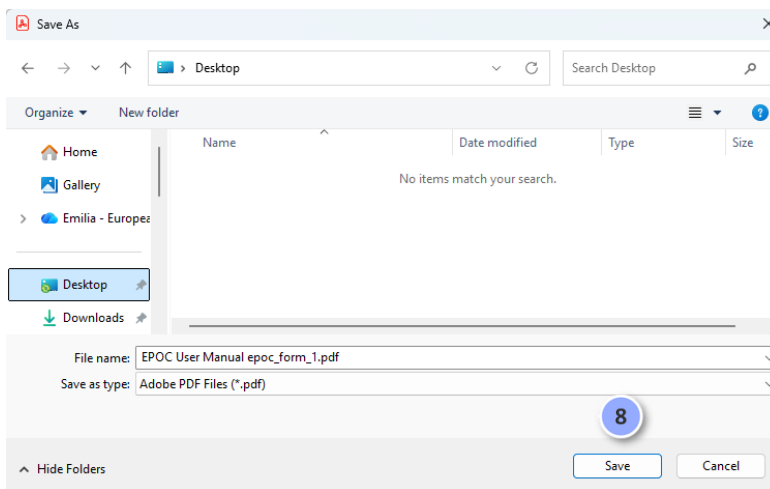 Save As
Desktop
Search Desktop
Organize
New folder
?
Name
Date modified
Type
Size
Home
Gallery
Emilia - Europea
No items match your search.
Desktop
Downloads
File name: EPOC User Manual epoc_form_1.pdf
Save as type: Adobe PDF Files (*.pdf)
8
Hide Folders
Save
Cancel